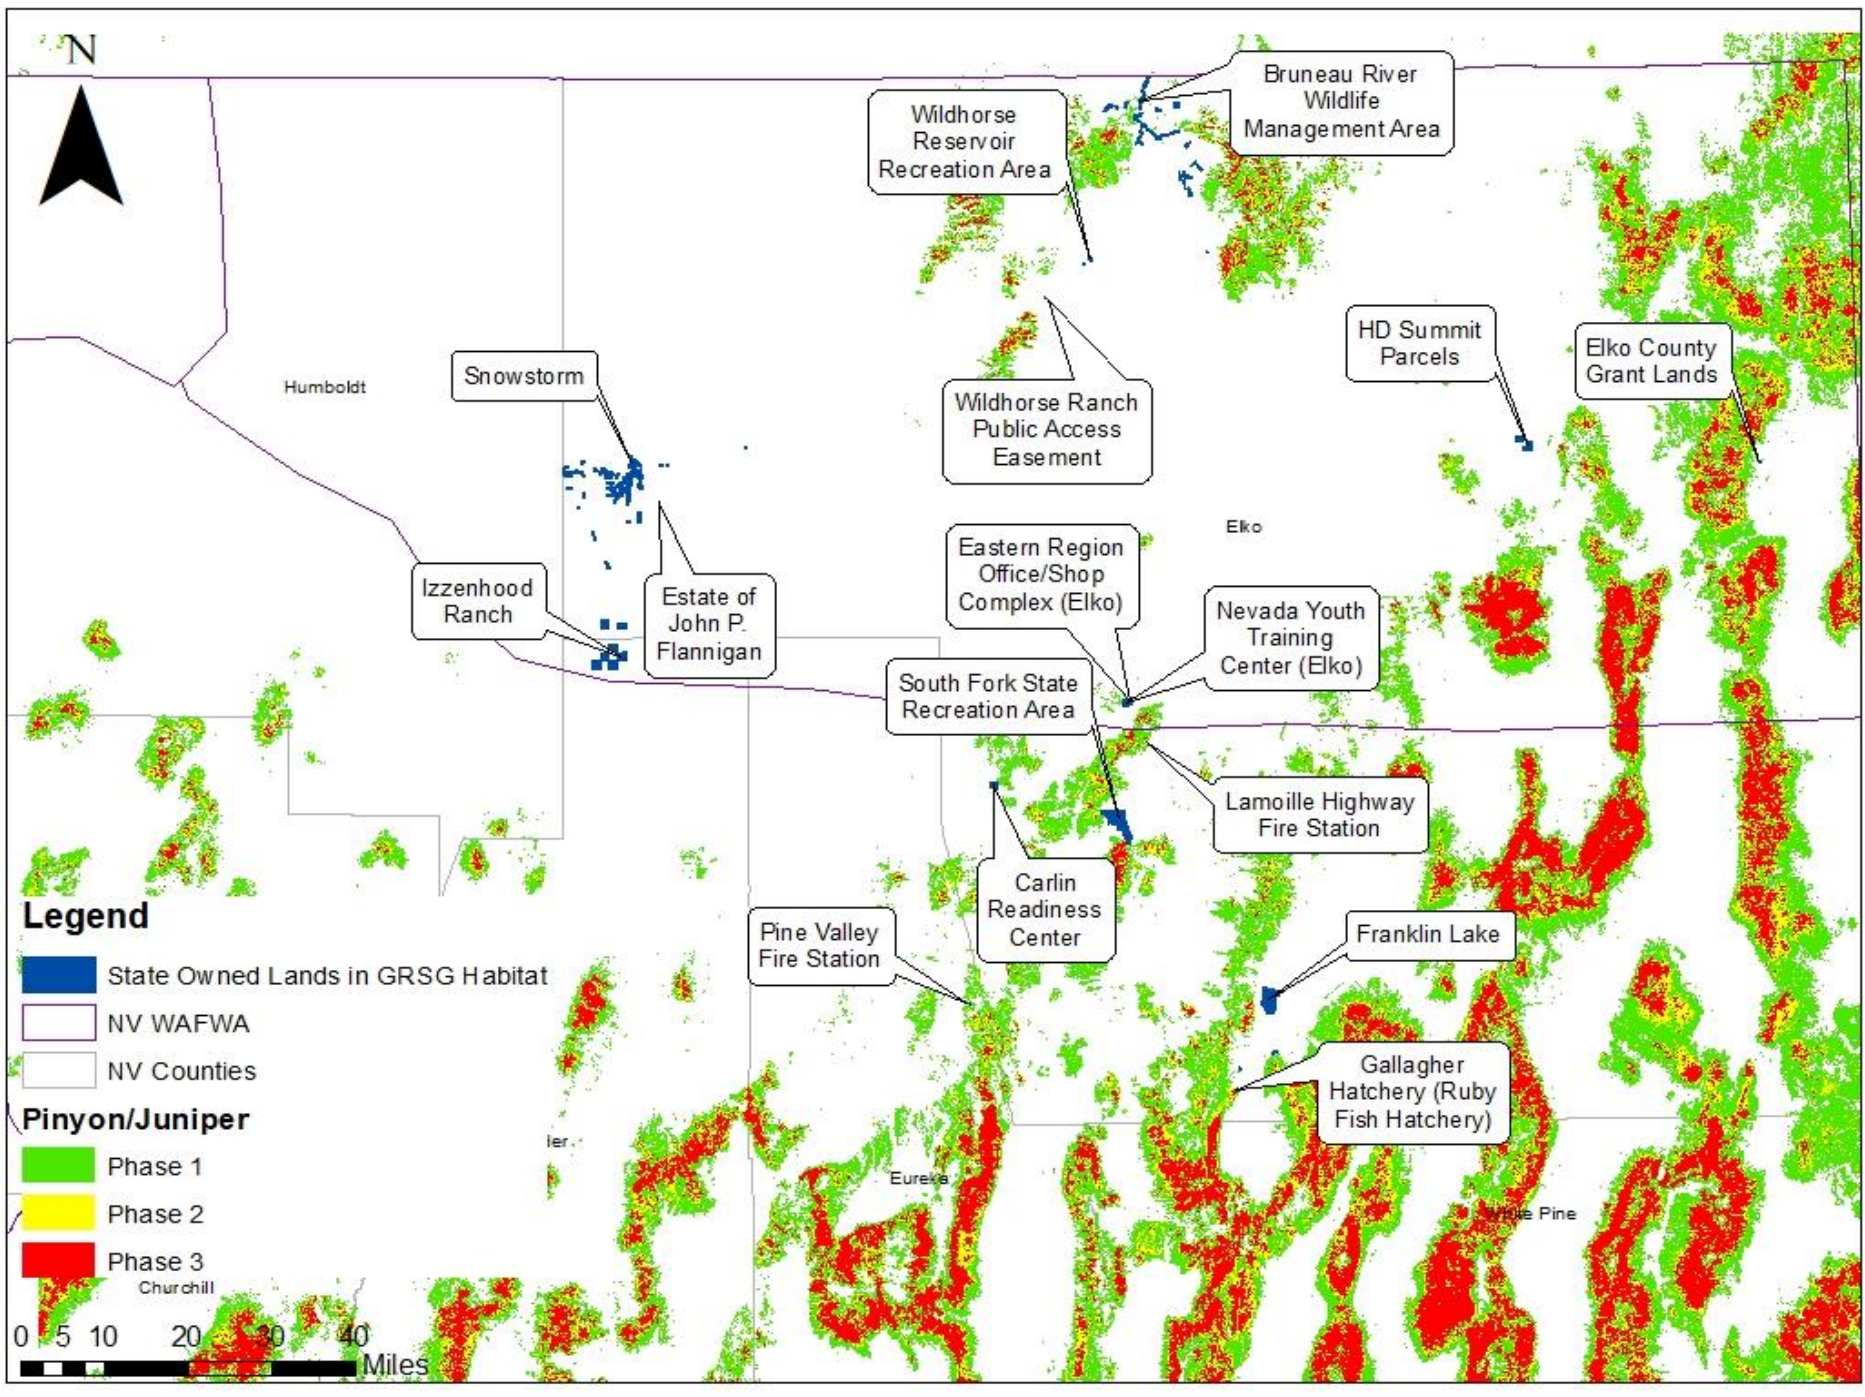 N
Bruneau River
Wildlife
Management Area
Wildhorse
Reservoir
Recreation Area
HD Summit
Parcels
Elko County
Grant Lands
Snowstorm
Humboldt
Wildhorse Ranch
Public Access
Easement
Elko
Eastern Region
Office/Shop
Complex (Elko)
Izzenhood
Ranch
Estate of
John P.
Flannigan
Nevada Youth
Training
Center (Elko)
South Fork State
Recreation Area
Lamoille Highway
Fire Station
Carlin
Readiness
Center
Pine Valley
Fire Station
Franklin Lake
Gallagher
Hatchery (Ruby
Fish Hatchery)
Eureka
White Pine
Legend
State Owned Lands in GRSG Habitat
NV WAFWA
NV Counties
Pinyon/Juniper
Phase 1
Phase 2
Phase 3
Churchill
0 5 10 20 30 40
Miles